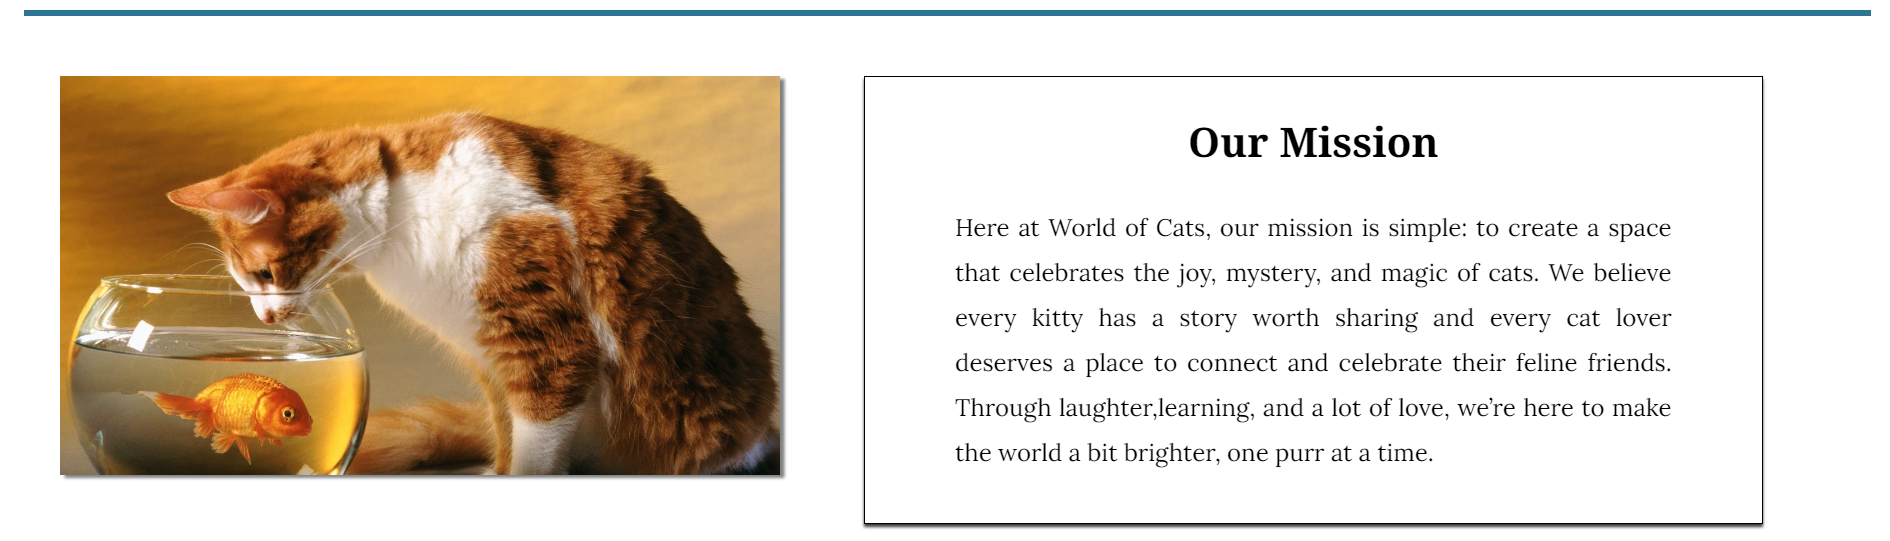 Our Mission
Here at World of Cats, our mission is simple: to create a space
that celebrates the joy, mystery, and magic of cats. We believe
every kitty has a story worth sharing and every cat lover
deserves a place to connect and celebrate their feline friends.
Through laughter,learning, and a lot of love, we’re here to make
the world a bit brighter, one purr at a time.